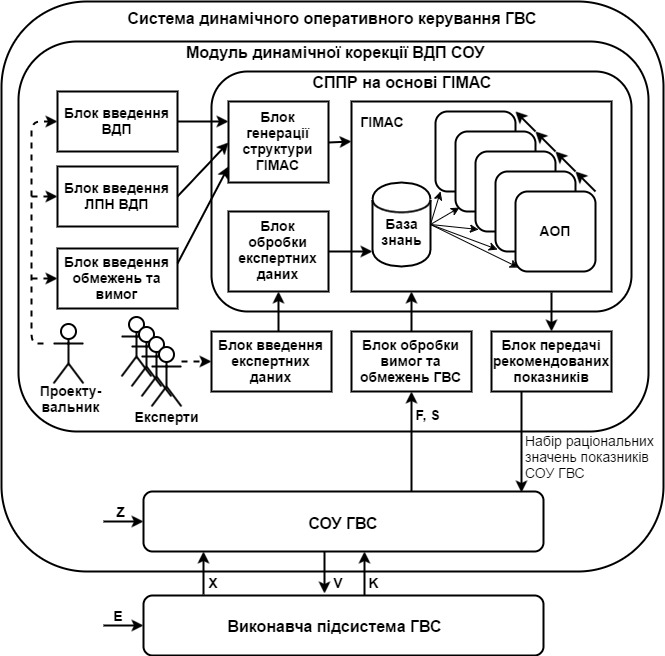 Система динамічного оперативного керування ГВС
Модуль динамічної корекції ВДП СОУ
СППР на основі ГІМАС
Блок введення
ВДП
Блок
генерації
структури
ГІМАС
ГІМАС
Блок введення
ЛПН ВДП
База
знань
АОП
Блок
обробки
експертних
даних
Блок введення
обмежень та
вимог
Проекту-
вальник
Експерти
Блок введення
експертних
даних
Блок обробки
вимог та
обмежень ГВС
Блок передачі
рекомендованих
показників
F, S
Набір раціональних
значень показників
СОУ ГВС
Z
СОУ ГВС
X
V
K
E
Виконавча підсистема ГВС